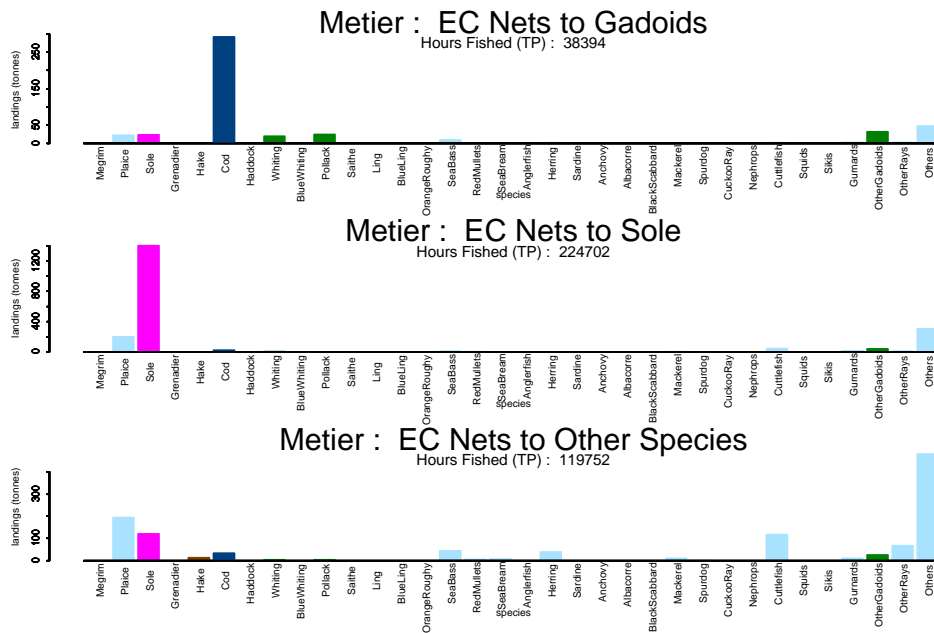 Metier : EC Nets to Gadoids
Hours Fished (TP) : 38394
landings (tonnes)
0 50 150 250
Megrim Plaice Sole Grenadier Hake Cod Haddock Whiting BlueWhiting Pollack Saithe Ling BlueLing OrangeRoughy SeaBass RedMullets SeaBream Anglerfish Herring Sardine Anchovy Albacorre BlackScabbard Mackerel Spurdog CuckooRay Nephrops Cuttlefish Squids Sikis Gurnards OtherGadoids OtherRays Others
species
Metier : EC Nets to Sole
Hours Fished (TP) : 224702
landings (tonnes)
0 400 800 1200
Megrim Plaice Sole Grenadier Hake Cod Haddock Whiting BlueWhiting Pollack Saithe Ling BlueLing OrangeRoughy SeaBass RedMullets SeaBream Anglerfish Herring Sardine Anchovy Albacorre BlackScabbard Mackerel Spurdog CuckooRay Nephrops Cuttlefish Squids Sikis Gurnards OtherGadoids OtherRays Others
species
Metier : EC Nets to Other Species
Hours Fished (TP) : 119752
landings (tonnes)
0 100 300
Megrim Plaice Sole Grenadier Hake Cod Haddock Whiting BlueWhiting Pollack Saithe Ling BlueLing OrangeRoughy SeaBass RedMullets SeaBream Anglerfish Herring Sardine Anchovy Albacorre BlackScabbard Mackerel Spurdog CuckooRay Nephrops Cuttlefish Squids Sikis Gurnards OtherGadoids OtherRays Others
species